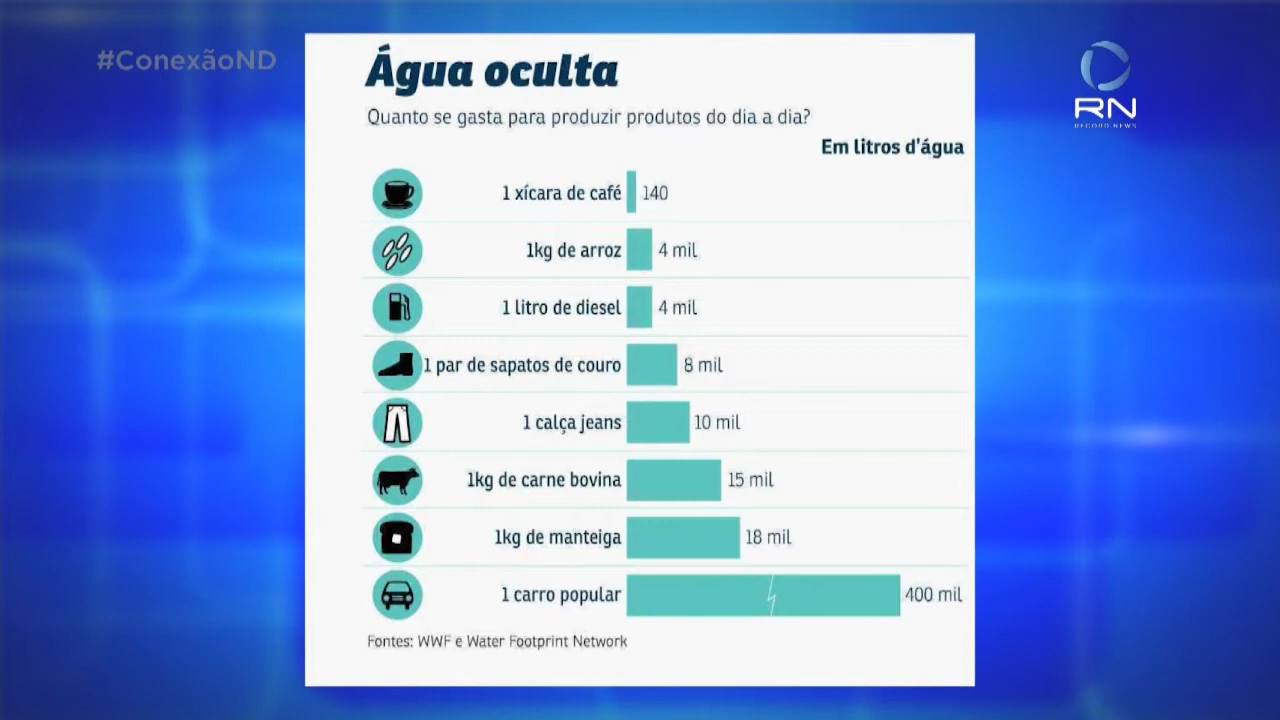 #ConexãoND
RN
RECORD NEWS
Água oculta
Quanto se gasta para produzir produtos do dia a dia?
Em litros d'água
1 xícara de café 140
1kg de arroz 4 mil
1 litro de diesel 4 mil
1 par de sapatos de couro 8 mil
1 calça jeans 10 mil
1kg de carne bovina 15 mil
1kg de manteiga 18 mil
1 carro popular 400 mil
Fontes: WWF e Water Footprint Network